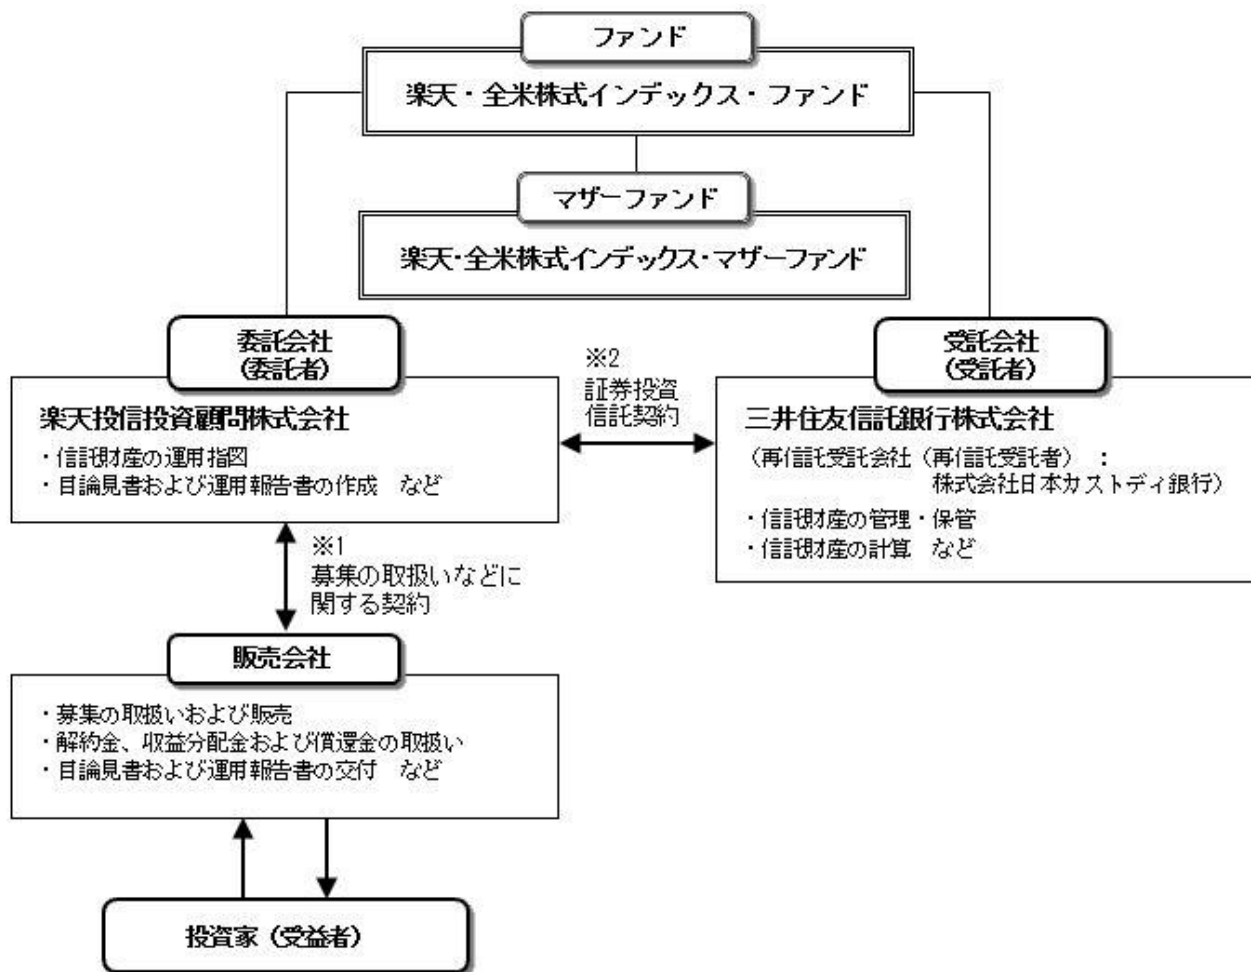 ファンド
楽天・全米株式インデックス・ファンド
マザーファンド
楽天・全米株式インデックス・マザーファンド
委託会社
(委託者)
楽天投信投資顧問株式会社
・信託財産の運用指図
・目論見書および運用報告書の作成　など
※2
証券投資
信託契約
受託会社
(受託者)
三井住友信託銀行株式会社
（再信託受託会社（再信託受託者）　：
株式会社日本カストディ銀行）
・信託財産の管理・保管
・信託財産の計算　など
※1
募集の取扱いなどに
関する契約
販売会社
・募集の取扱いおよび販売
・解約金、収益分配金および償還金の取扱い
・目論見書および運用報告書の交付　など
投資家（受益者）